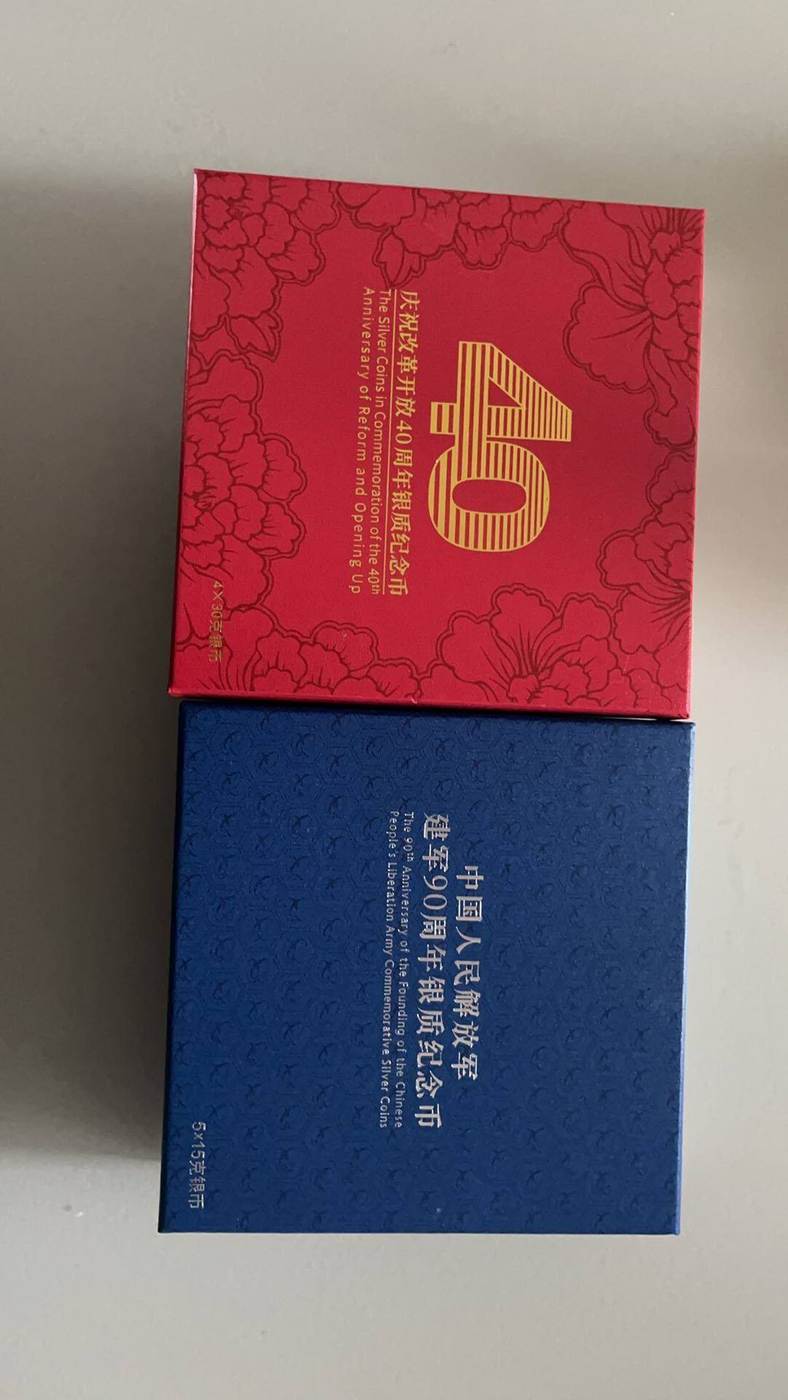 40
庆祝改革开放40周年银质纪念币
The Silver Coins in Commemoration of the 40th
Anniversary of Reform and Opening Up
4×30克银币
中国人民解放军
建军90周年银质纪念币
The 90th Anniversary of the Founding of the Chinese
People's Liberation Army Commemorative Silver Coins
5x15克银币